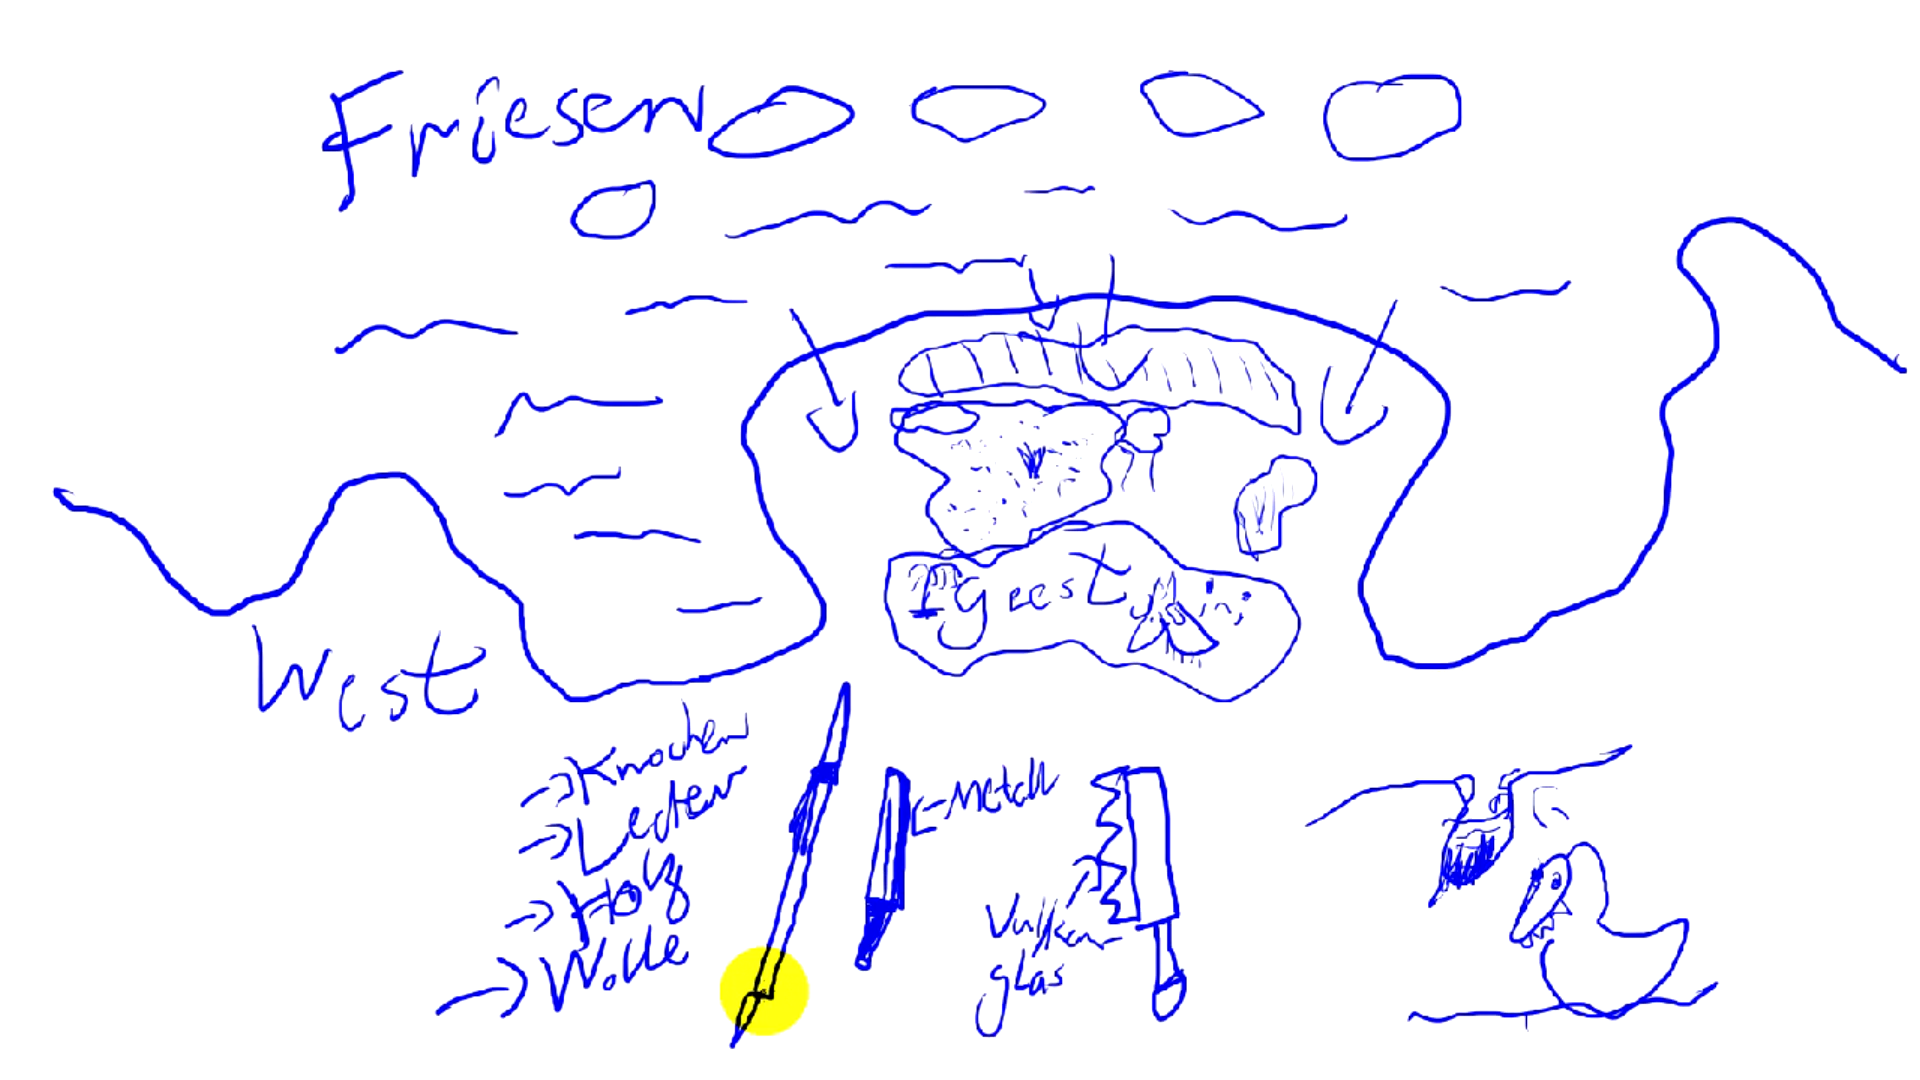 Friesen
geest
West
Knochen
Leder
Metall
Holz
Vulkan
Wolle
glas